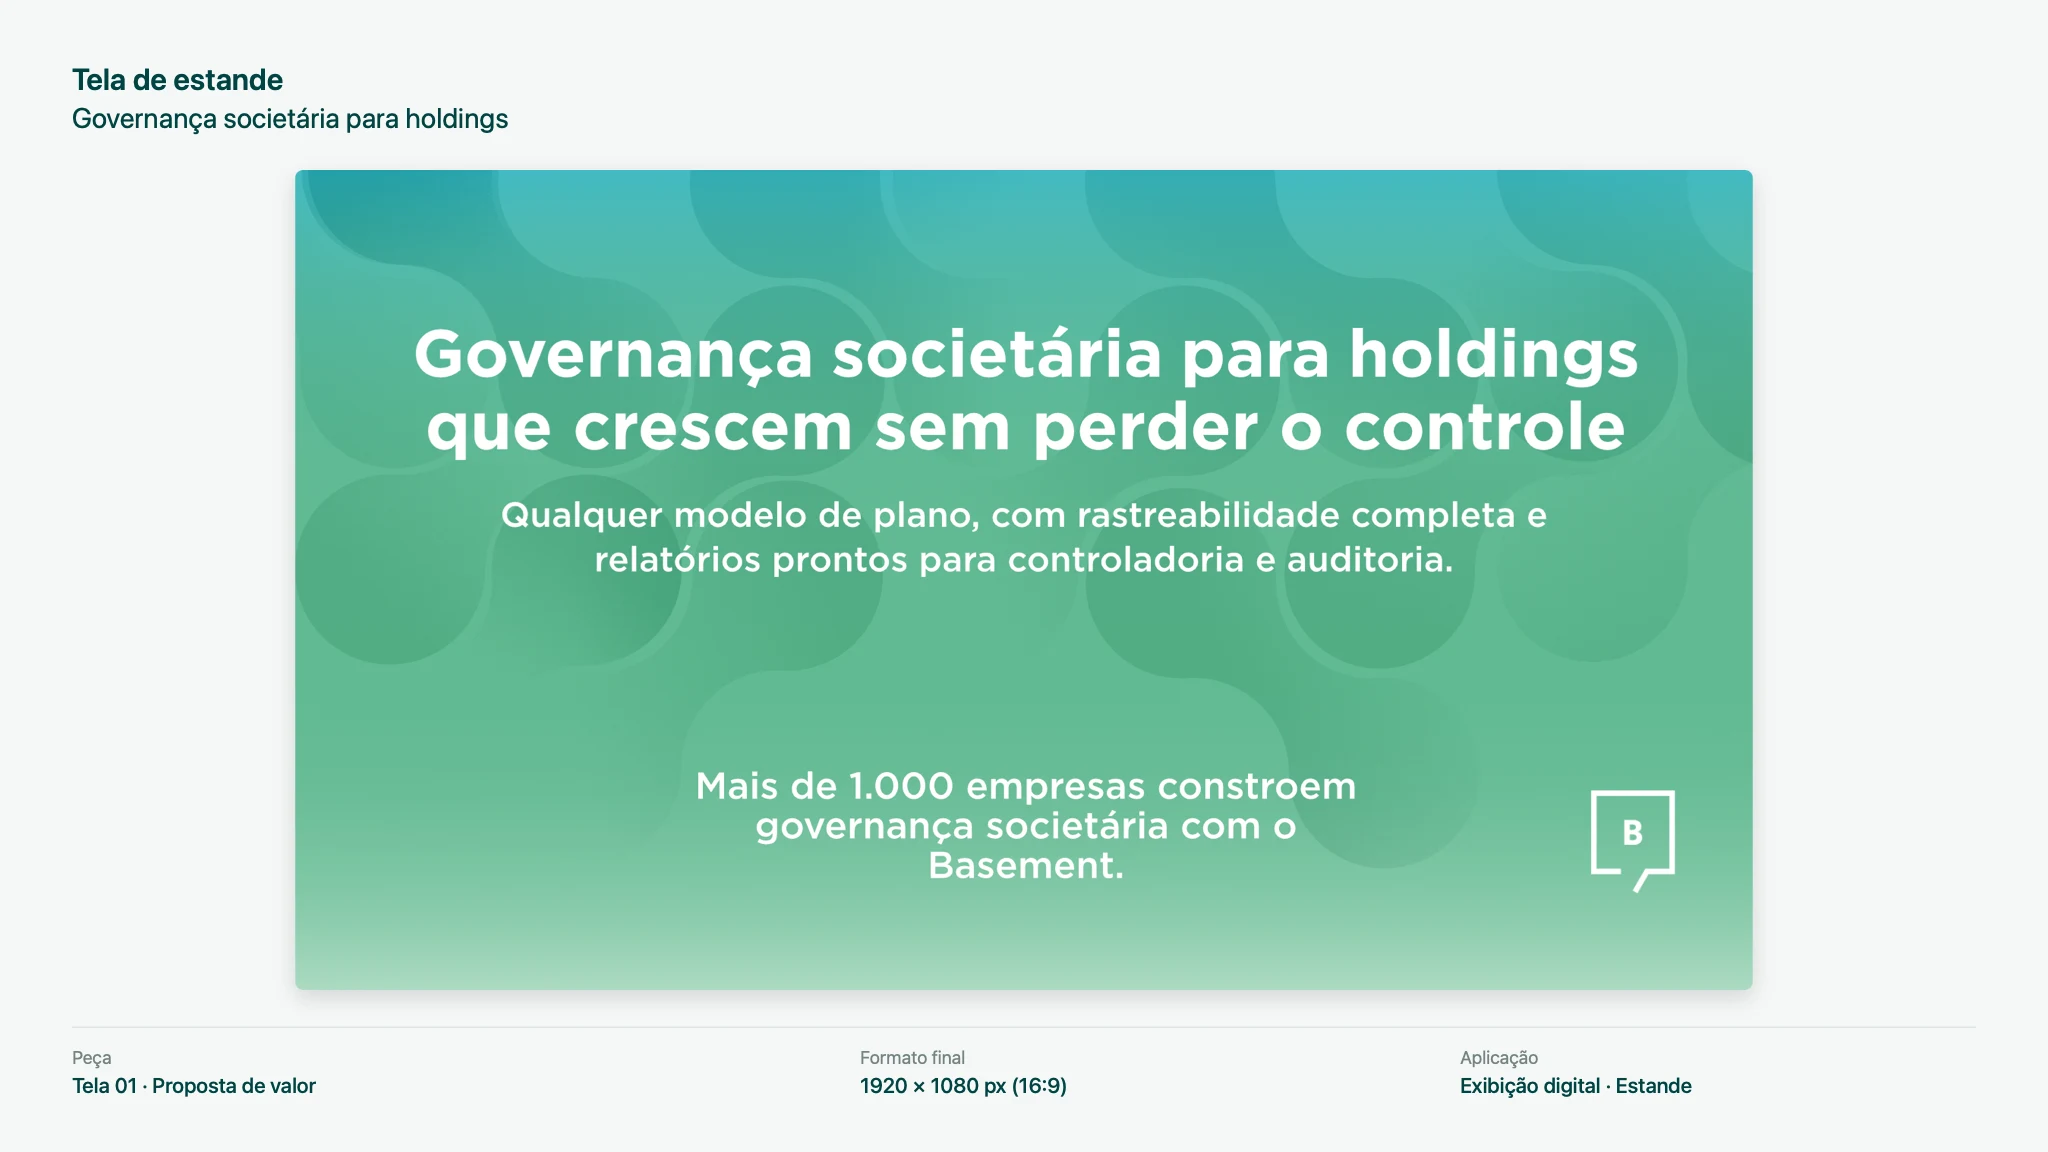 Tela de estande
Governança societária para holdings
Governança societária para holdings
que crescem sem perder o controle
Qualquer modelo de plano, com rastreabilidade completa e
relatórios prontos para controladoria e auditoria.
Mais de 1.000 empresas constroem
governança societária com o
Basement.
B
Peça
Tela 01 · Proposta de valor
Formato final
1920 × 1080 px (16:9)
Aplicação
Exibição digital · Estande